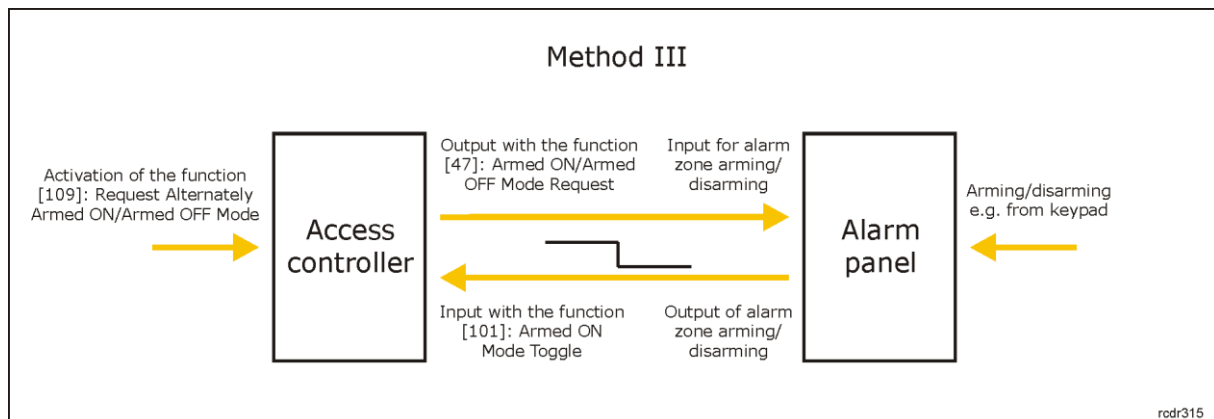 Method III
Activation of the function
[109]: Request Alternately
Armed ON/Armed OFF Mode
Access
controller
Output with the function
[47]: Armed ON/Armed
OFF Mode Request
Input for alarm
zone arming/
disarming
Input with the function
[101]: Armed ON
Mode Toggle
Output of alarm
zone arming/
disarming
Alarm
panel
Arming/disarming
e.g. from keypad
rcdr315